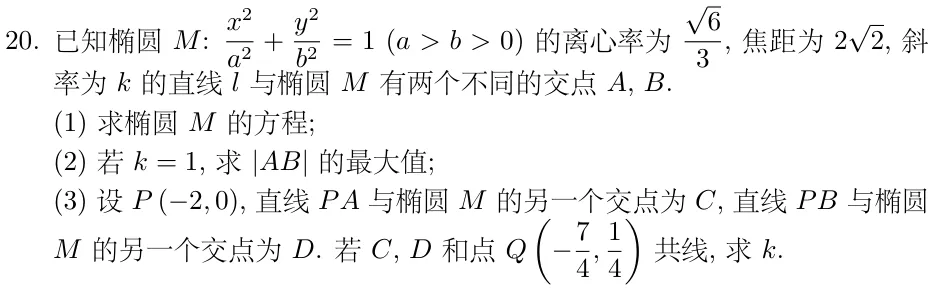 20. 已知椭圆 M: x²/a² + y²/b² = 1 (a > b > 0) 的离心率为 √6/3, 焦距为 2√2, 斜
率为 k 的直线 l 与椭圆 M 有两个不同的交点 A, B.
(1) 求椭圆 M 的方程;
(2) 若 k = 1, 求 |AB| 的最大值;
(3) 设 P (−2, 0), 直线 PA 与椭圆 M 的另一个交点为 C, 直线 PB 与椭圆
M 的另一个交点为 D. 若 C, D 和点 Q (−7/4, 1/4) 共线, 求 k.